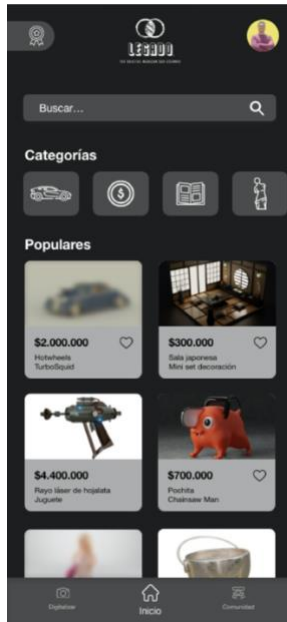 LEGADO
Buscar...
Categorías
Populares
$2.000.000
Hotwheels
TurboSquid
$300.000
Sala japonesa
Mini set decoración
$4.400.000
Rayo láser de hojalata
Juguete
$700.000
Pochita
Chainsaw Man
Digitalizar
Inicio
Comunidad